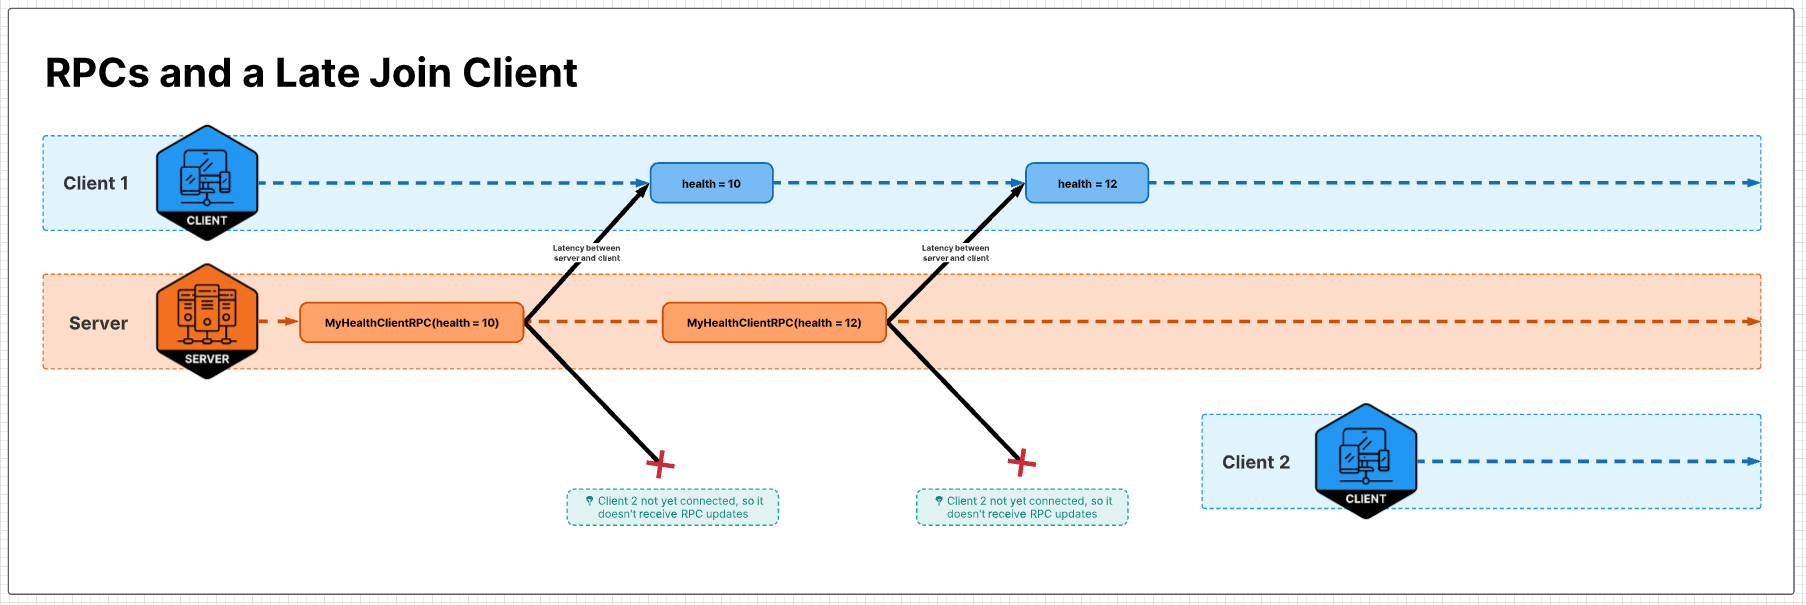 RPCs and a Late Join Client
Client 1
CLIENT
health = 10
health = 12
Latency between
server and client
Latency between
server and client
Server
SERVER
MyHealthClientRPC(health = 10)
MyHealthClientRPC(health = 12)
Client 2
CLIENT
Client 2 not yet connected, so it
doesn't receive RPC updates
Client 2 not yet connected, so it
doesn't receive RPC updates